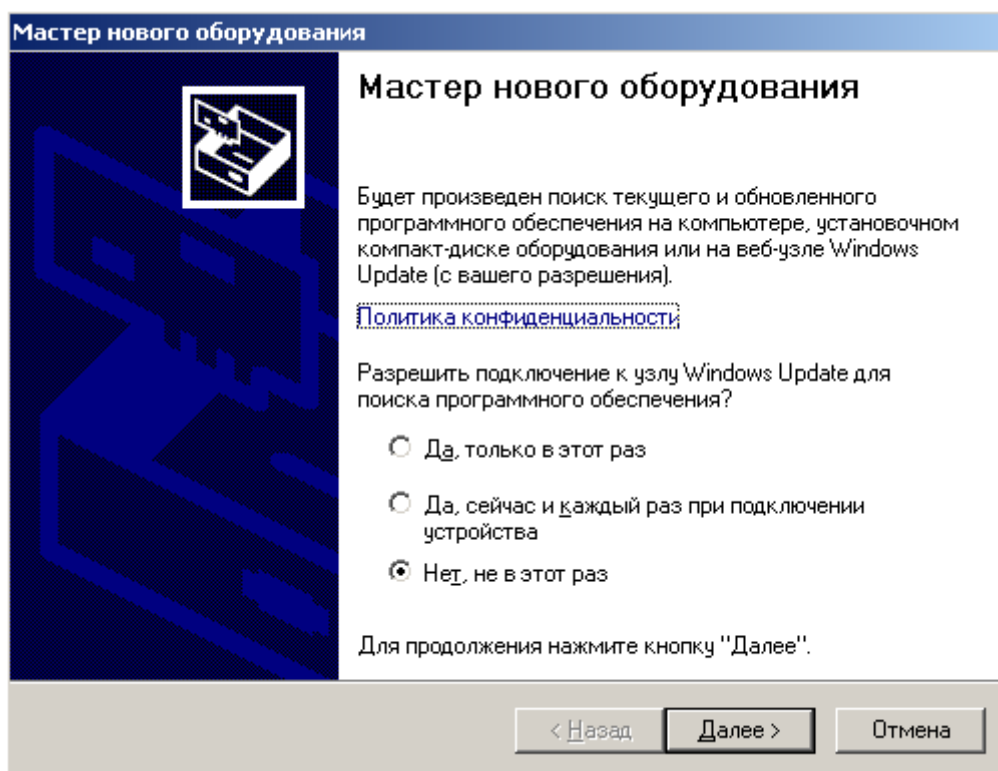 Мастер нового оборудования
Мастер нового оборудования
Будет произведен поиск текущего и обновленного
программного обеспечения на компьютере, установочном
компакт-диске оборудования или на веб-узле Windows
Update (с вашего разрешения).
Политика конфиденциальности
Разрешить подключение к узлу Windows Update для
поиска программного обеспечения?
Да, только в этот раз
Да, сейчас и каждый раз при подключении
устройства
Нет, не в этот раз
Для продолжения нажмите кнопку "Далее".
< Назад Далее > Отмена